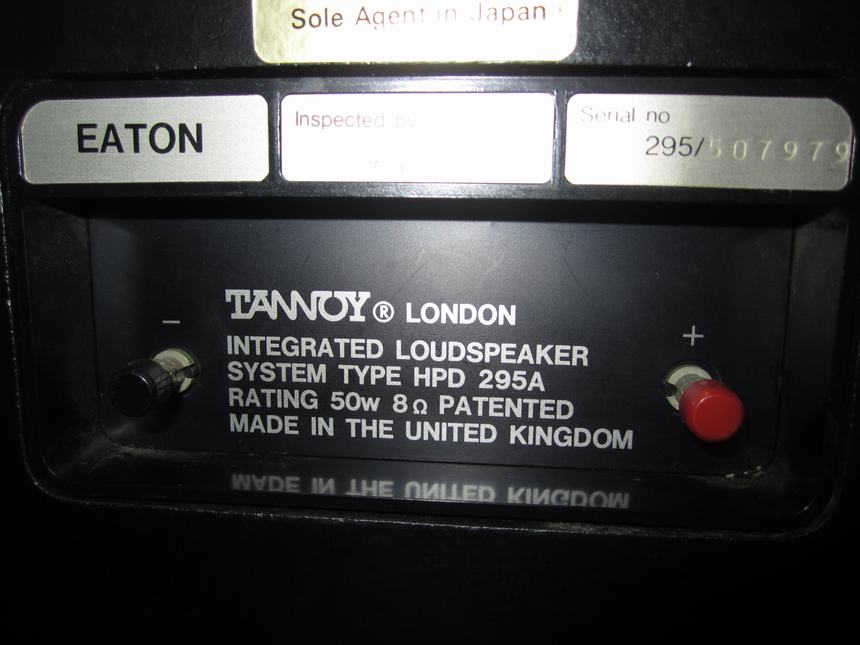 Sole Agent in Japan
EATON
Inspected by
Serial no
295/507979
−
+
TANNOY® LONDON
INTEGRATED LOUDSPEAKER
SYSTEM TYPE HPD 295A
RATING 50w 8Ω PATENTED
MADE IN THE UNITED KINGDOM